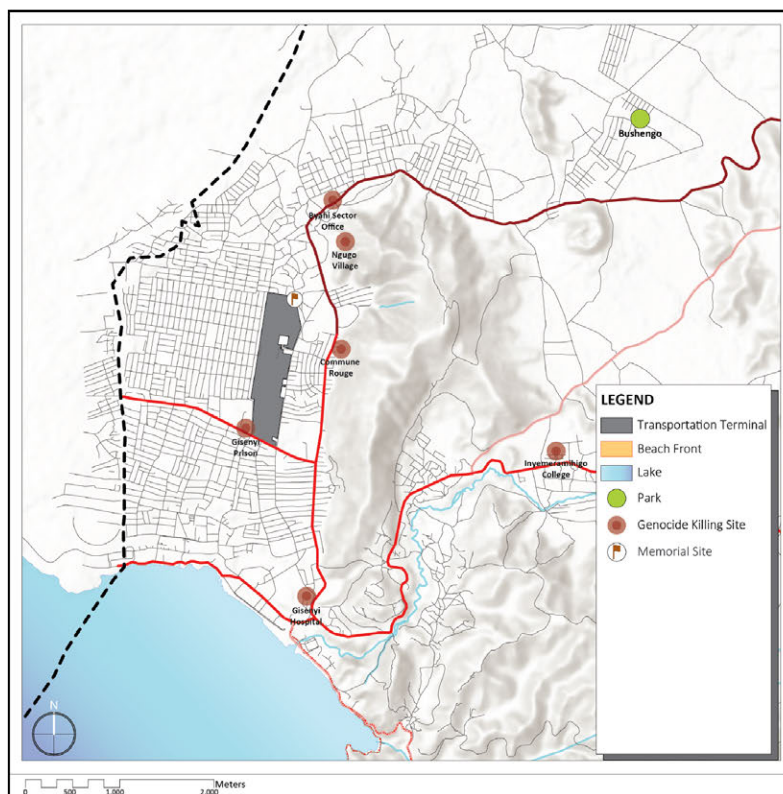 Bushengo
Byahi Sector
Office
Ngugo
Village
Commune
Rouge
Gisenyi
Prison
Inyemeramihigo
College
Gisenyi
Hospital
LEGEND
Transportation Terminal
Beach Front
Lake
Park
Genocide Killing Site
Memorial Site
N
Meters
0 500 1,000 2,000